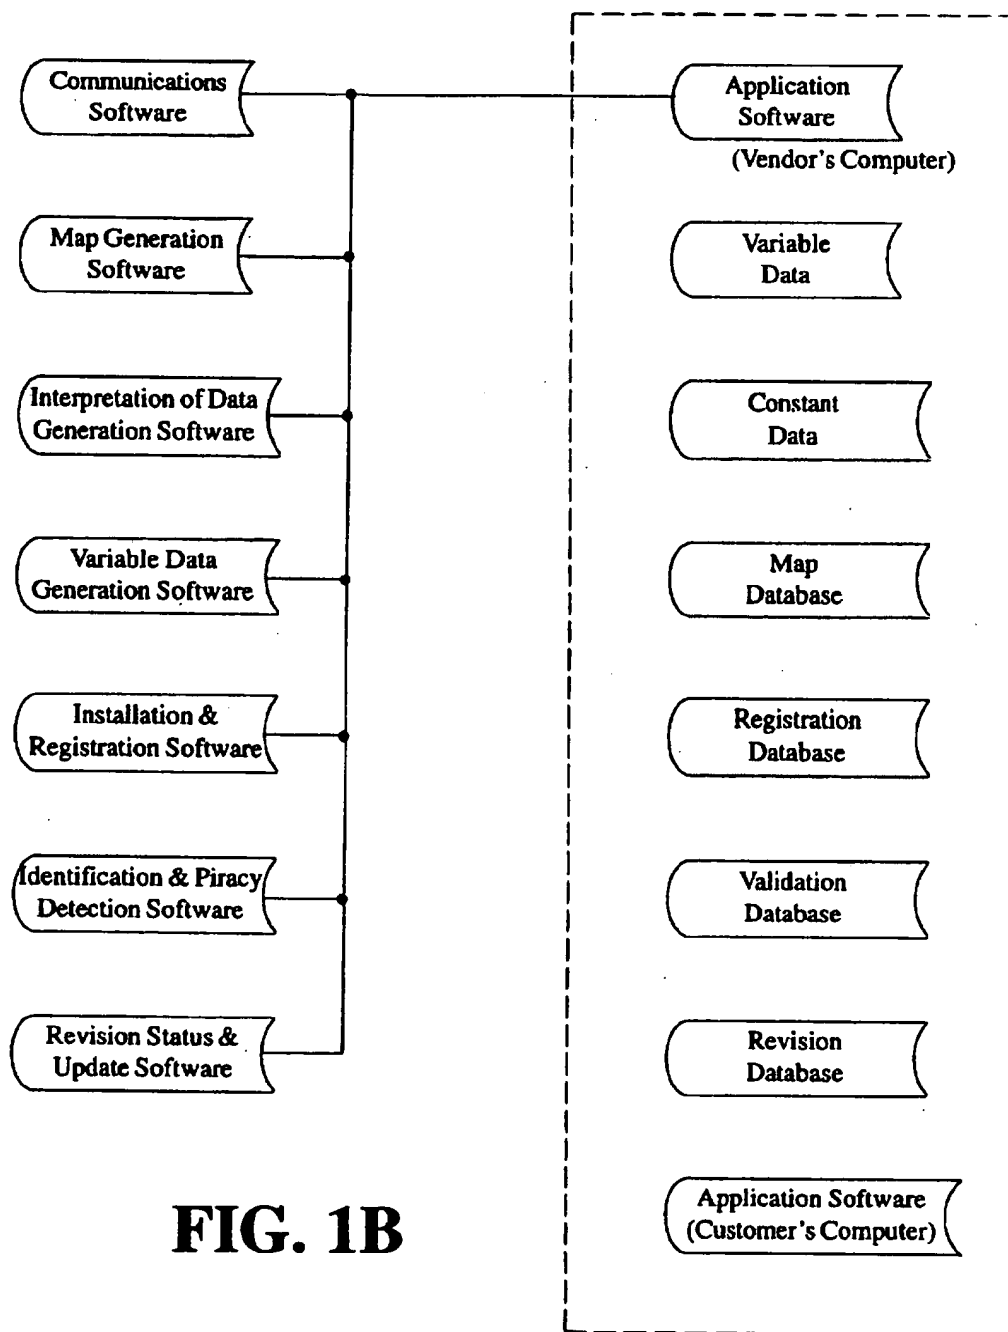 Communications
Software
Map Generation
Software
Interpretation of Data
Generation Software
Variable Data
Generation Software
Installation &
Registration Software
Identification & Piracy
Detection Software
Revision Status &
Update Software
Application
Software
(Vendor's Computer)
Variable
Data
Constant
Data
Map
Database
Registration
Database
Validation
Database
Revision
Database
Application Software
(Customer's Computer)
FIG. 1B